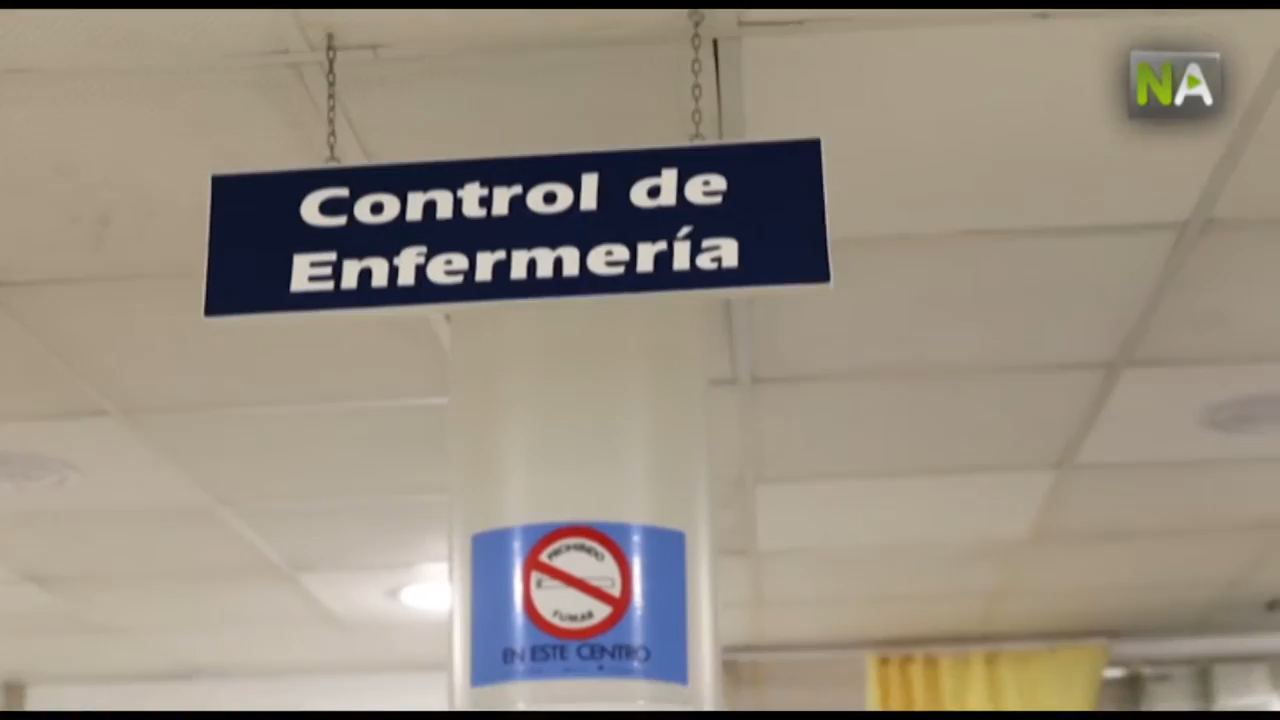 NA
Control de
Enfermería
PROHIBIDO
FUMAR
EN ESTE CENTRO